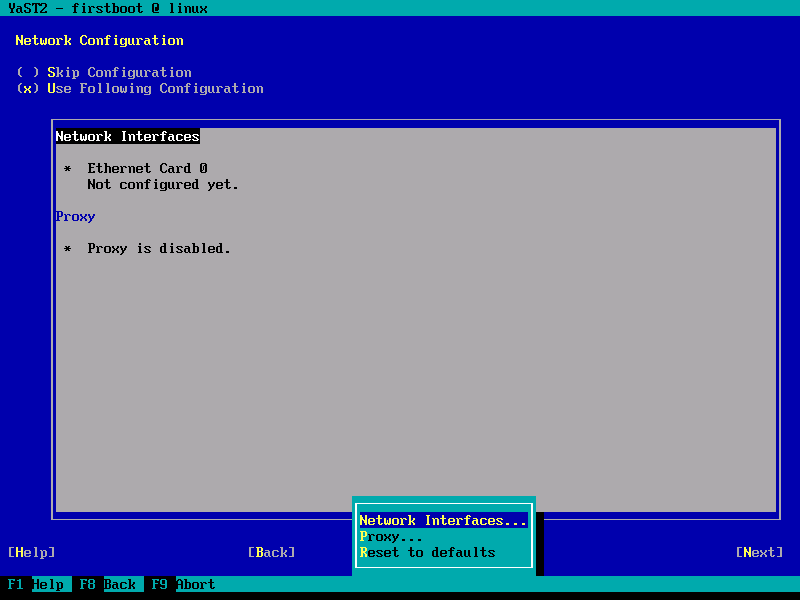 YaST2 - firstboot @ linux
Network Configuration
( ) Skip Configuration
(x) Use Following Configuration
Network Interfaces
* Ethernet Card 0
Not configured yet.
Proxy
* Proxy is disabled.
Network Interfaces...
Proxy...
Reset to defaults
[Help] [Back] [Next]
F1 Help F8 Back F9 Abort